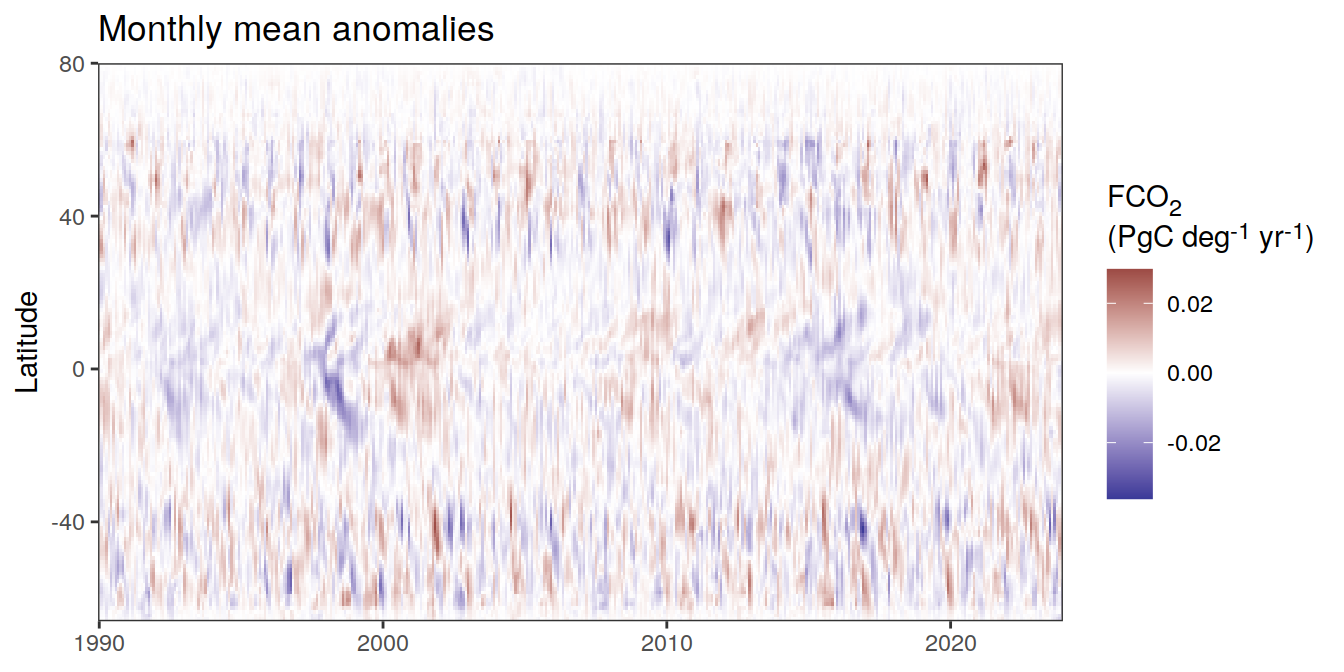 Monthly mean anomalies
80
40
0
-40
Latitude
1990
2000
2010
2020
FCO₂
(PgC deg⁻¹ yr⁻¹)
0.02
0.00
-0.02